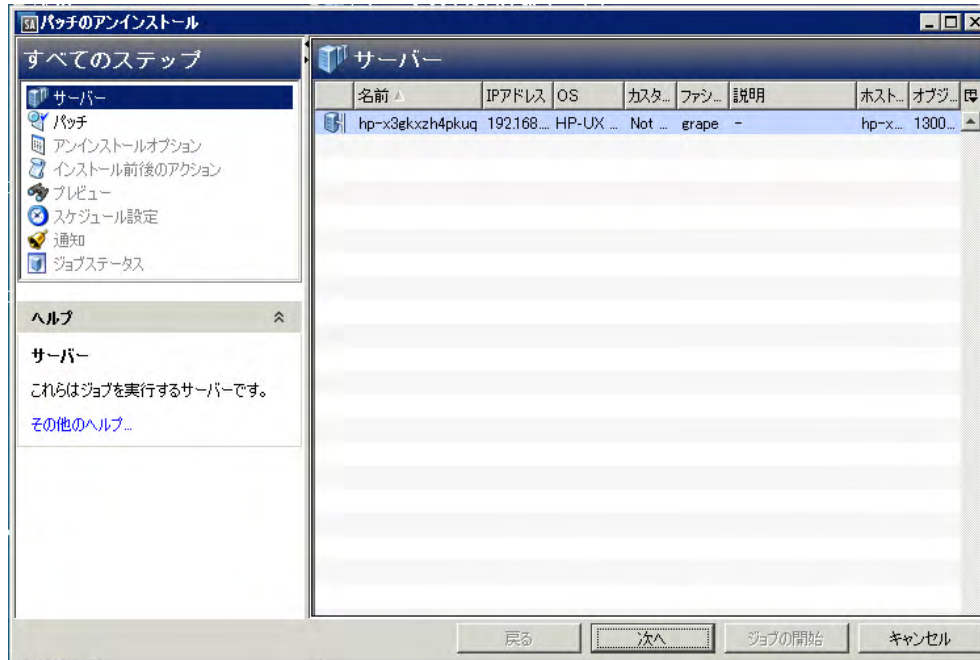 SA パッチのアンインストール
すべてのステップ
サーバー
パッチ
アンインストールオプション
インストール前後のアクション
プレビュー
スケジュール設定
通知
ジョブステータス
ヘルプ
サーバー
これらはジョブを実行するサーバーです。
その他のヘルプ...
サーバー
名前 IPアドレス OS カスタ... ファシ... 説明 ホスト... オブジ...
hp-x3gkxzh4pkuq 192.168.... HP-UX ... Not ... grape - hp-x... 1300...
戻る 次へ ジョブの開始 キャンセル